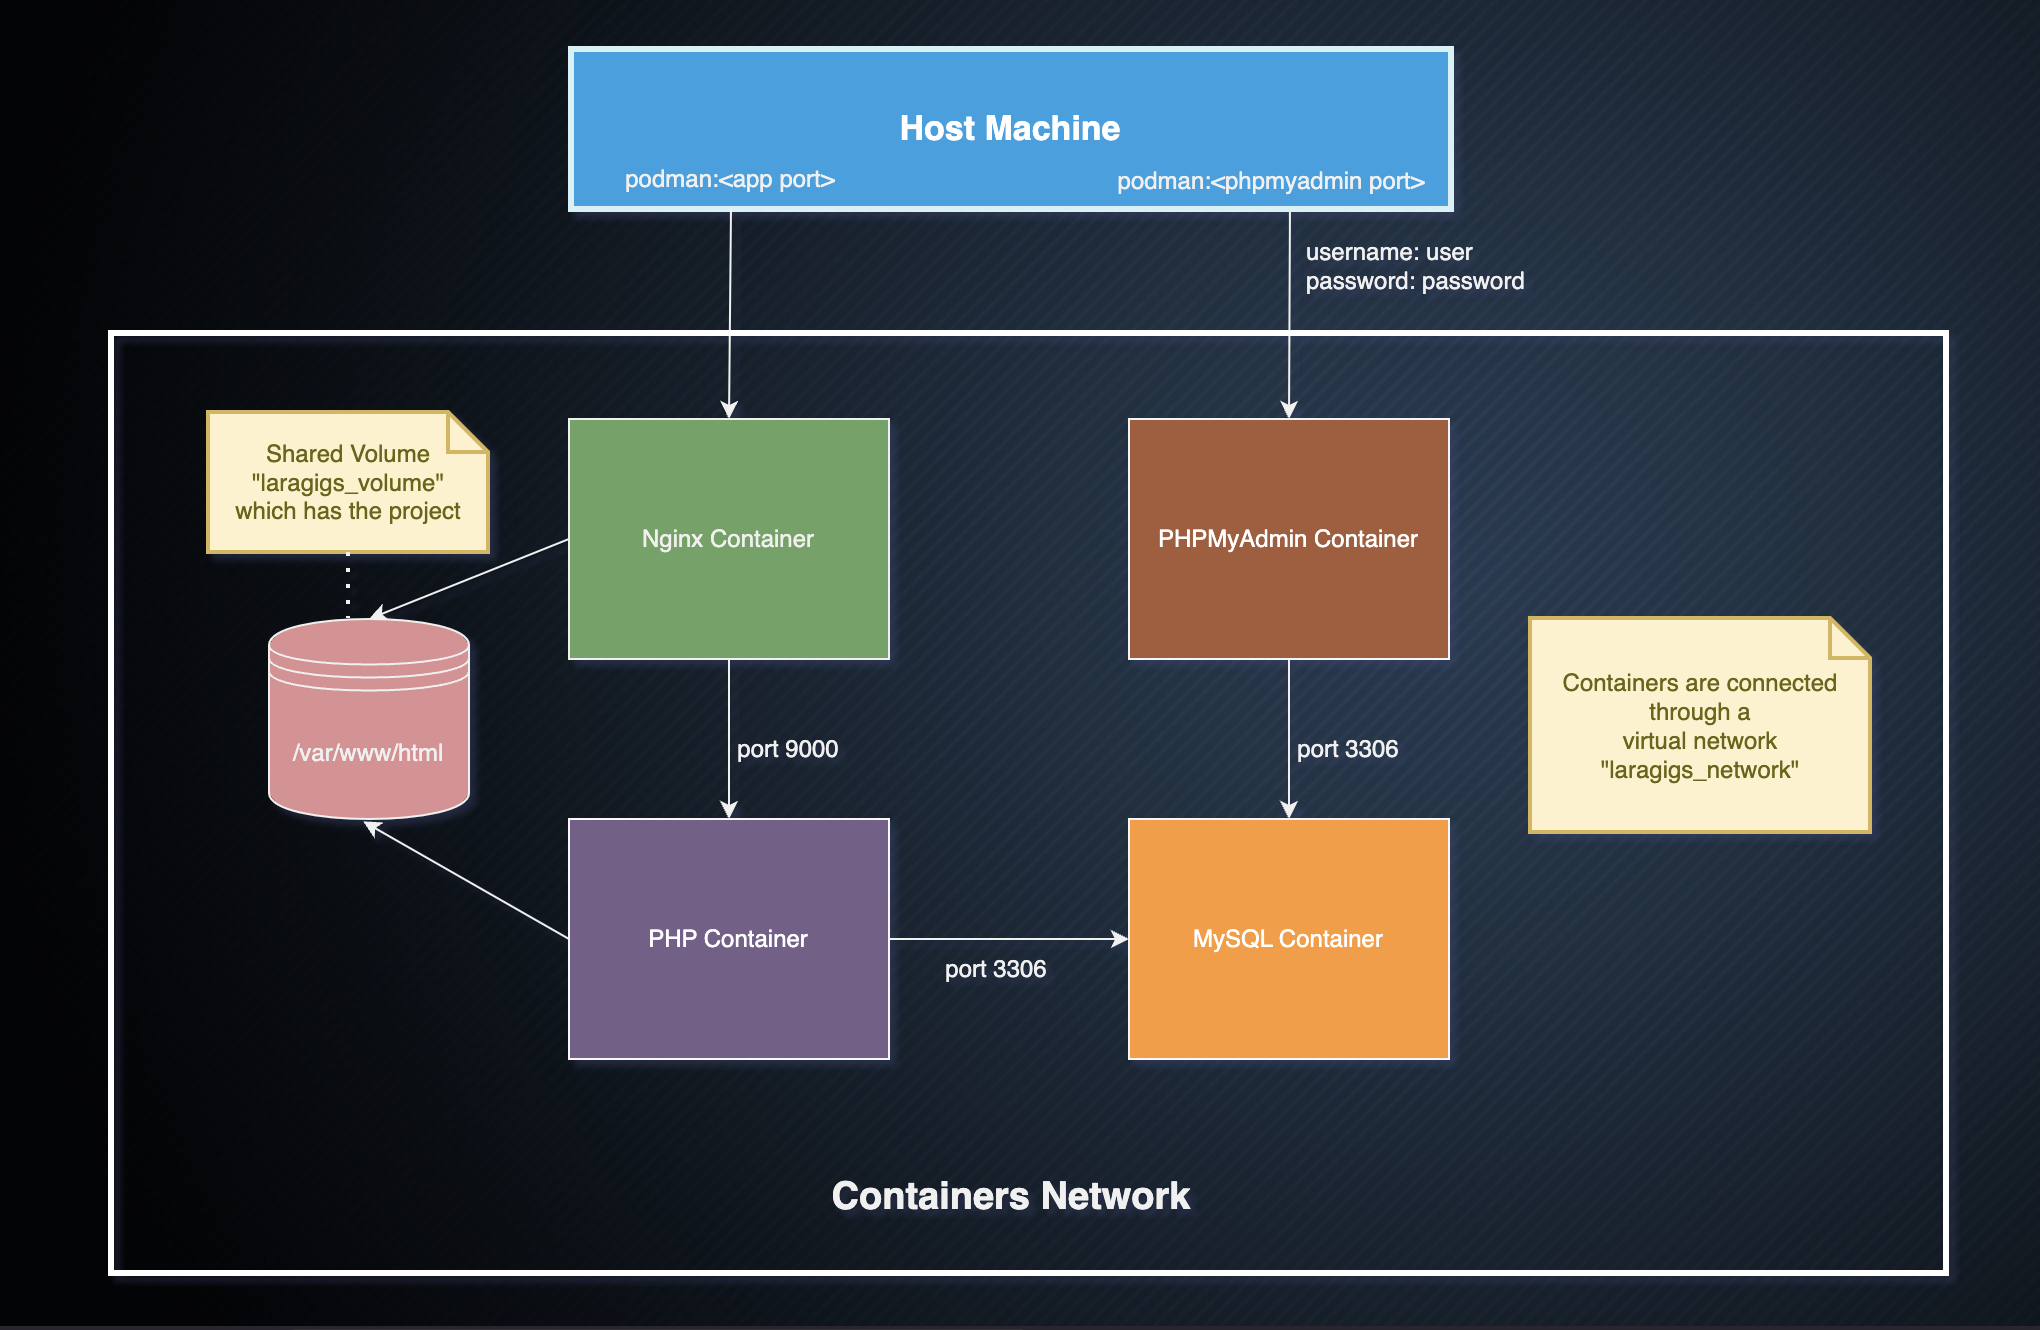 Host Machine
podman:<app port>
podman:<phpmyadmin port>
username: user
password: password
Shared Volume
"laragigs_volume"
which has the project
Nginx Container
PHPMyAdmin Container
Containers are connected
through a
virtual network
"laragigs_network"
/var/www/html
port 9000
port 3306
PHP Container
port 3306
MySQL Container
Containers Network